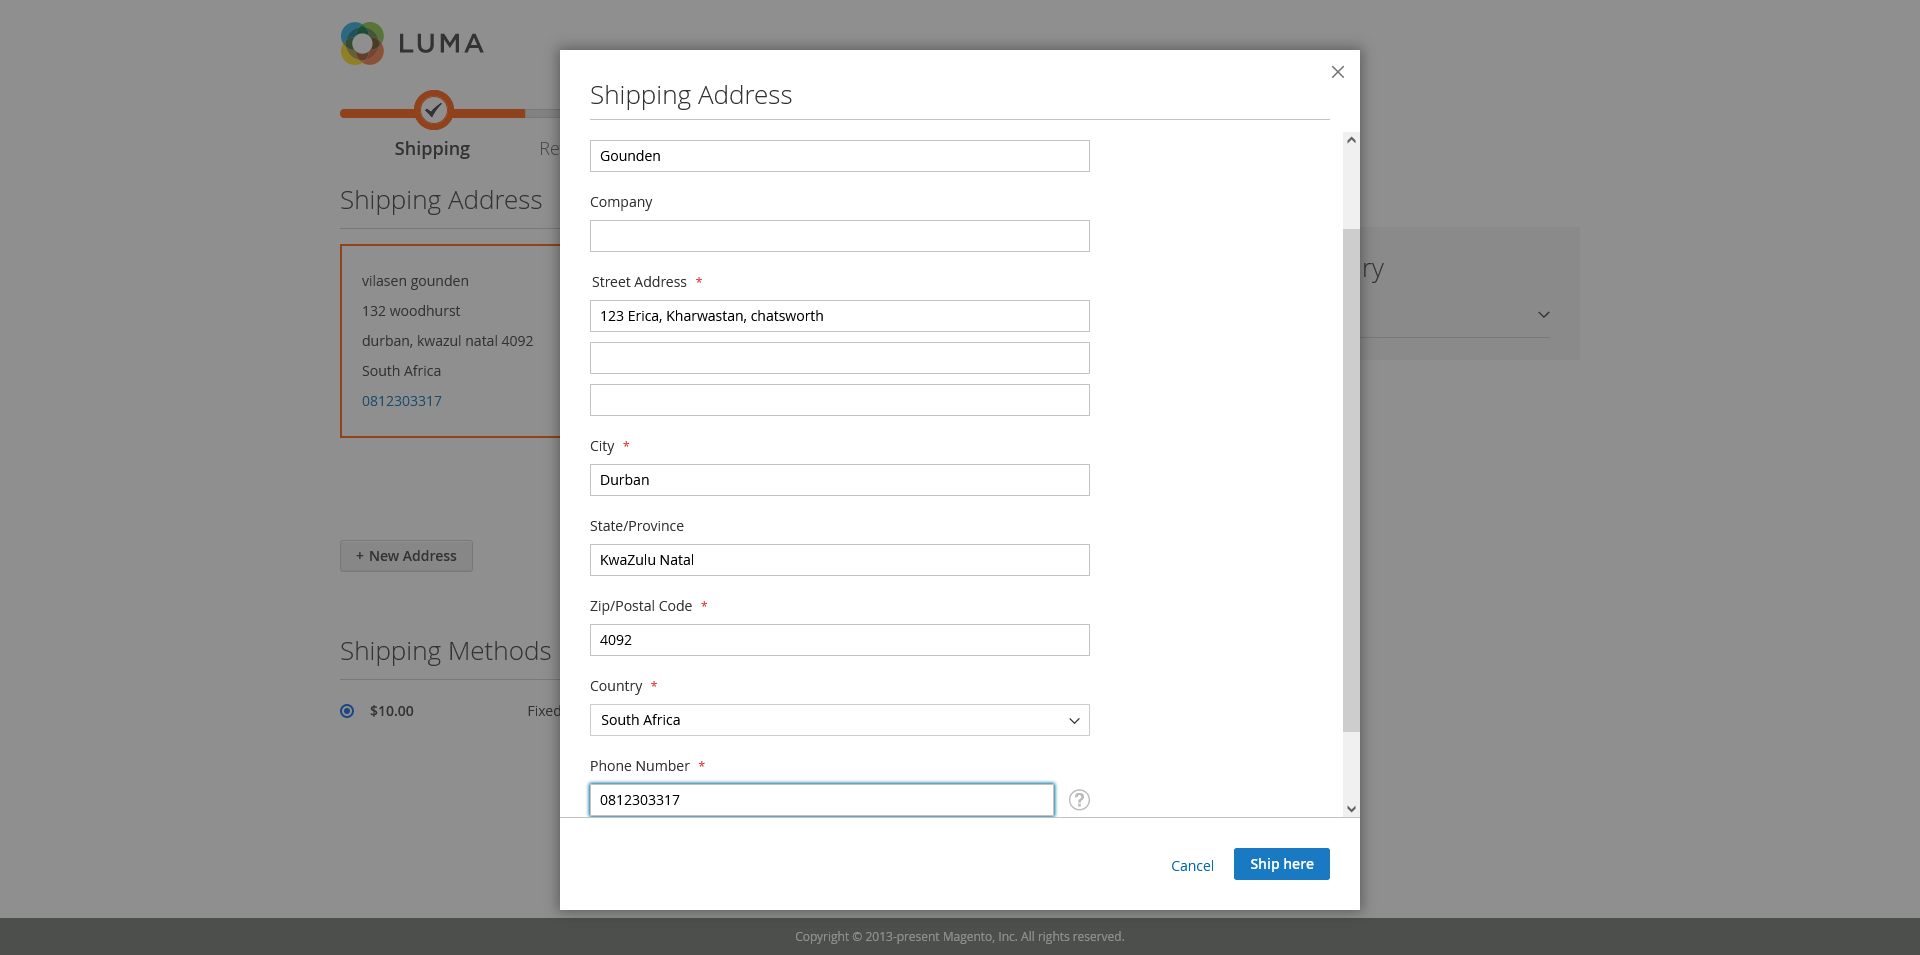 LUMA
Shipping
Re
Shipping Address
vilasen gounden
132 woodhurst
durban, kwazul natal 4092
South Africa
0812303317
+ New Address
Shipping Methods
$10.00
Fixed
ry
Shipping Address
Gounden
Company
Street Address *
123 Erica, Kharwastan, chatsworth
City *
Durban
State/Province
KwaZulu Natal
Zip/Postal Code *
4092
Country *
South Africa
Phone Number *
0812303317
?
Cancel
Ship here
Copyright © 2013-present Magento, Inc. All rights reserved.